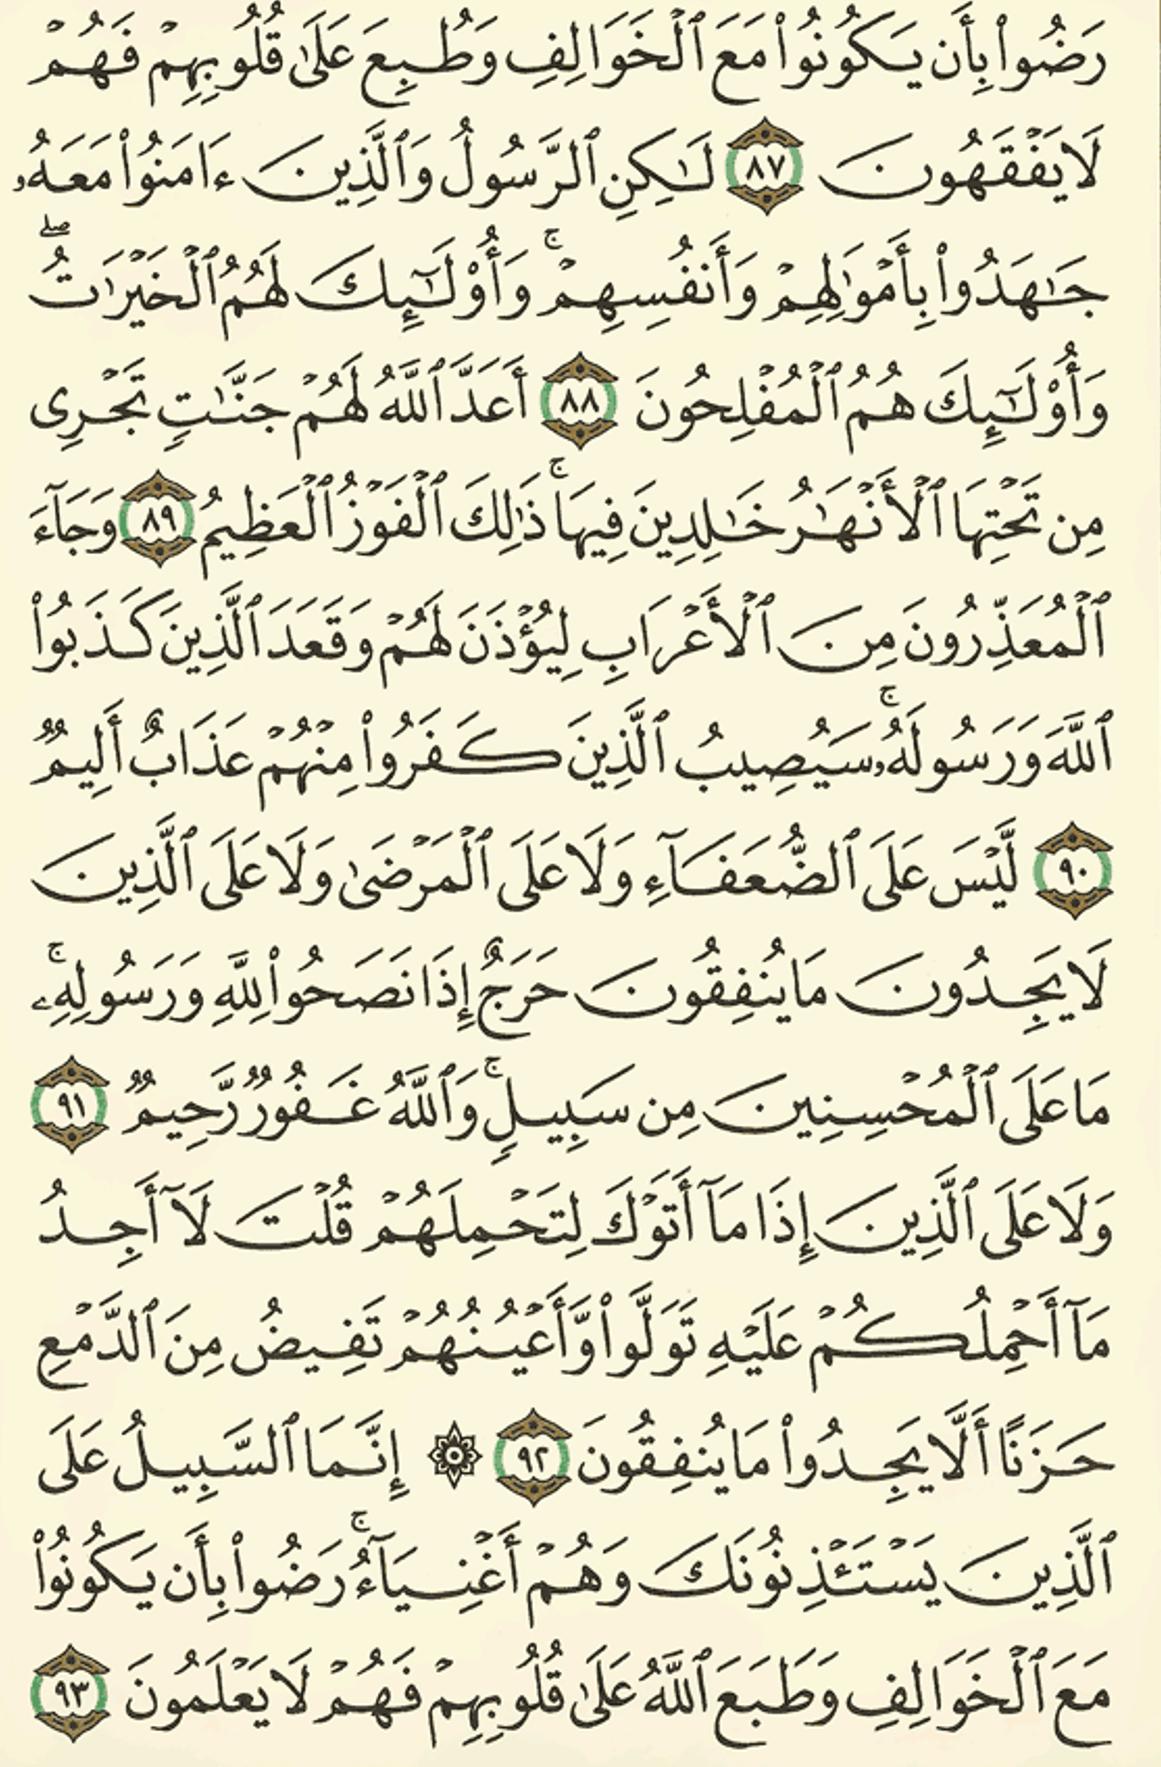 رَضُوا۟ بِأَن يَكُونُوا۟ مَعَ ٱلْخَوَالِفِ وَطُبِعَ عَلَىٰ قُلُوبِهِمْ فَهُمْ
لَا يَفْقَهُونَ ٨٧ لَـٰكِنِ ٱلرَّسُولُ وَٱلَّذِينَ ءَامَنُوا۟ مَعَهُۥ
جَـٰهَدُوا۟ بِأَمْوَٰلِهِمْ وَأَنفُسِهِمْ ۚ وَأُو۟لَـٰٓئِكَ لَهُمُ ٱلْخَيْرَٰتُ ۖ
وَأُو۟لَـٰٓئِكَ هُمُ ٱلْمُفْلِحُونَ ٨٨ أَعَدَّ ٱللَّهُ لَهُمْ جَنَّـٰتٍ تَجْرِى
مِن تَحْتِهَا ٱلْأَنْهَـٰرُ خَـٰلِدِينَ فِيهَا ۚ ذَٰلِكَ ٱلْفَوْزُ ٱلْعَظِيمُ ٨٩ وَجَآءَ
ٱلْمُعَذِّرُونَ مِنَ ٱلْأَعْرَابِ لِيُؤْذَنَ لَهُمْ وَقَعَدَ ٱلَّذِينَ كَذَبُوا۟
ٱللَّهَ وَرَسُولَهُۥ ۚ سَيُصِيبُ ٱلَّذِينَ كَفَرُوا۟ مِنْهُمْ عَذَابٌ أَلِيمٌ
٩٠ لَّيْسَ عَلَى ٱلضُّعَفَآءِ وَلَا عَلَى ٱلْمَرْضَىٰ وَلَا عَلَى ٱلَّذِينَ
لَا يَجِدُونَ مَا يُنفِقُونَ حَرَجٌ إِذَا نَصَحُوا۟ لِلَّهِ وَرَسُولِهِۦ ۚ
مَا عَلَى ٱلْمُحْسِنِينَ مِن سَبِيلٍ ۚ وَٱللَّهُ غَفُورٌ رَّحِيمٌ ٩١
وَلَا عَلَى ٱلَّذِينَ إِذَا مَآ أَتَوْكَ لِتَحْمِلَهُمْ قُلْتَ لَآ أَجِدُ
مَآ أَحْمِلُكُمْ عَلَيْهِ تَوَلَّوا۟ وَّأَعْيُنُهُمْ تَفِيضُ مِنَ ٱلدَّمْعِ
حَزَنًا أَلَّا يَجِدُوا۟ مَا يُنفِقُونَ ٩٢ ۞ إِنَّمَا ٱلسَّبِيلُ عَلَى
ٱلَّذِينَ يَسْتَـْٔذِنُونَكَ وَهُمْ أَغْنِيَآءُ ۚ رَضُوا۟ بِأَن يَكُونُوا۟
مَعَ ٱلْخَوَالِفِ وَطَبَعَ ٱللَّهُ عَلَىٰ قُلُوبِهِمْ فَهُمْ لَا يَعْلَمُونَ ٩٣